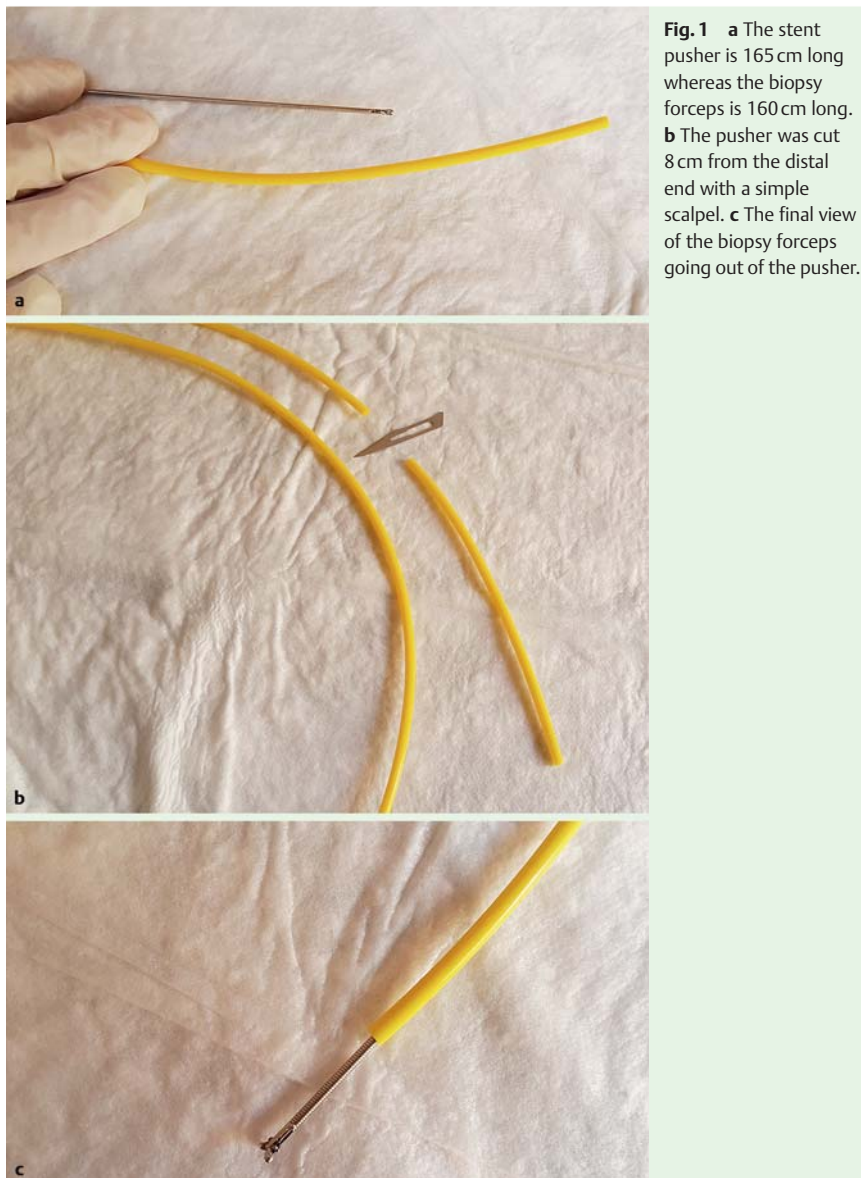 Fig. 1 a The stent
pusher is 165 cm long
whereas the biopsy
forceps is 160 cm long.
b The pusher was cut
8 cm from the distal
end with a simple
scalpel. c The final view
of the biopsy forceps
going out of the pusher.
a
b
c